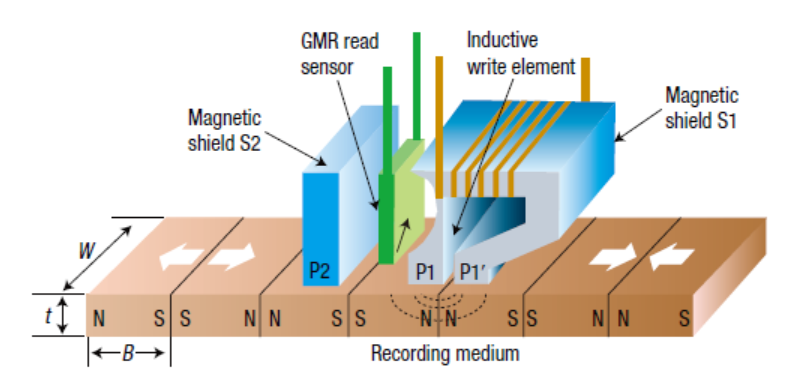 GMR read
sensor
Inductive
write element
Magnetic
shield S2
Magnetic
shield S1
W
P2
P1
P1′
t
N S S N N S S N N S S N N S
B
Recording medium